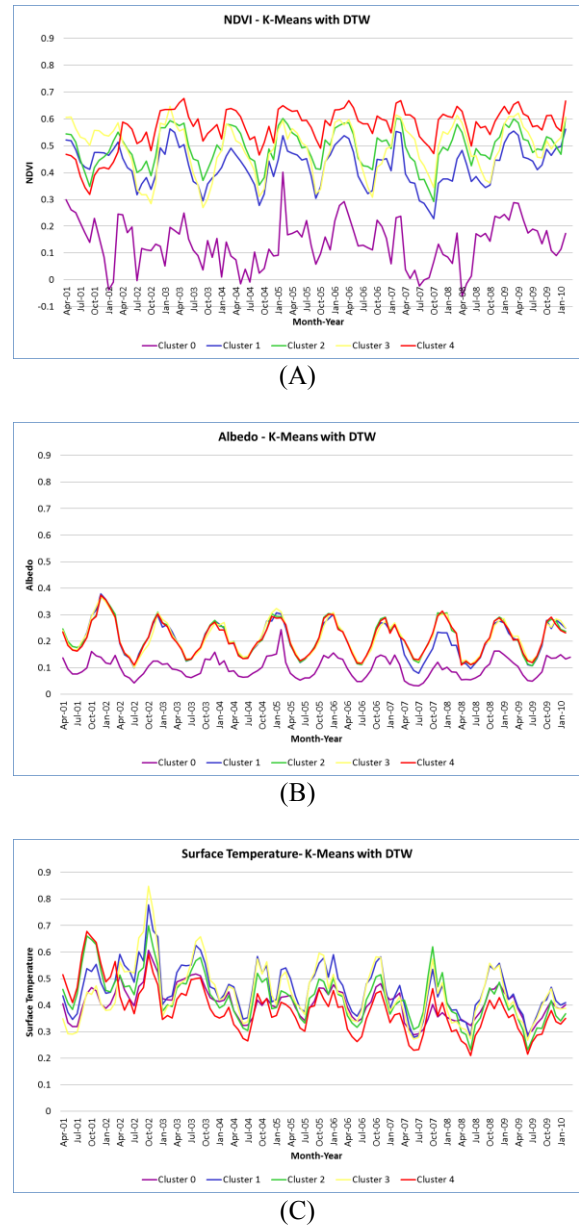 NDVI - K-Means with DTW
0.9
0.8
0.7
0.6
0.5
0.4
0.3
0.2
0.1
0
-0.1
NDVI
Apr-01
Jul-01
Oct-01
Jan-02
Apr-02
Jul-02
Oct-02
Jan-03
Apr-03
Jul-03
Oct-03
Jan-04
Apr-04
Jul-04
Oct-04
Jan-05
Apr-05
Jul-05
Oct-05
Jan-06
Apr-06
Jul-06
Oct-06
Jan-07
Apr-07
Jul-07
Oct-07
Jan-08
Apr-08
Jul-08
Oct-08
Jan-09
Apr-09
Jul-09
Oct-09
Jan-10
Month-Year
Cluster 0 Cluster 1 Cluster 2 Cluster 3 Cluster 4
(A)
Albedo - K-Means with DTW
0.9
0.8
0.7
0.6
0.5
0.4
0.3
0.2
0.1
0
Albedo
Apr-01
Jul-01
Oct-01
Jan-02
Apr-02
Jul-02
Oct-02
Jan-03
Apr-03
Jul-03
Oct-03
Jan-04
Apr-04
Jul-04
Oct-04
Jan-05
Apr-05
Jul-05
Oct-05
Jan-06
Apr-06
Jul-06
Oct-06
Jan-07
Apr-07
Jul-07
Oct-07
Jan-08
Apr-08
Jul-08
Oct-08
Jan-09
Apr-09
Jul-09
Oct-09
Jan-10
Month-Year
Cluster 0 Cluster 1 Cluster 2 Cluster 3 Cluster 4
(B)
Surface Temperature- K-Means with DTW
0.9
0.8
0.7
0.6
0.5
0.4
0.3
0.2
0.1
0
Surface Temperature
Apr-01
Jul-01
Oct-01
Jan-02
Apr-02
Jul-02
Oct-02
Jan-03
Apr-03
Jul-03
Oct-03
Jan-04
Apr-04
Jul-04
Oct-04
Jan-05
Apr-05
Jul-05
Oct-05
Jan-06
Apr-06
Jul-06
Oct-06
Jan-07
Apr-07
Jul-07
Oct-07
Jan-08
Apr-08
Jul-08
Oct-08
Jan-09
Apr-09
Jul-09
Oct-09
Jan-10
Month-Year
Cluster 0 Cluster 1 Cluster 2 Cluster 3 Cluster 4
(C)